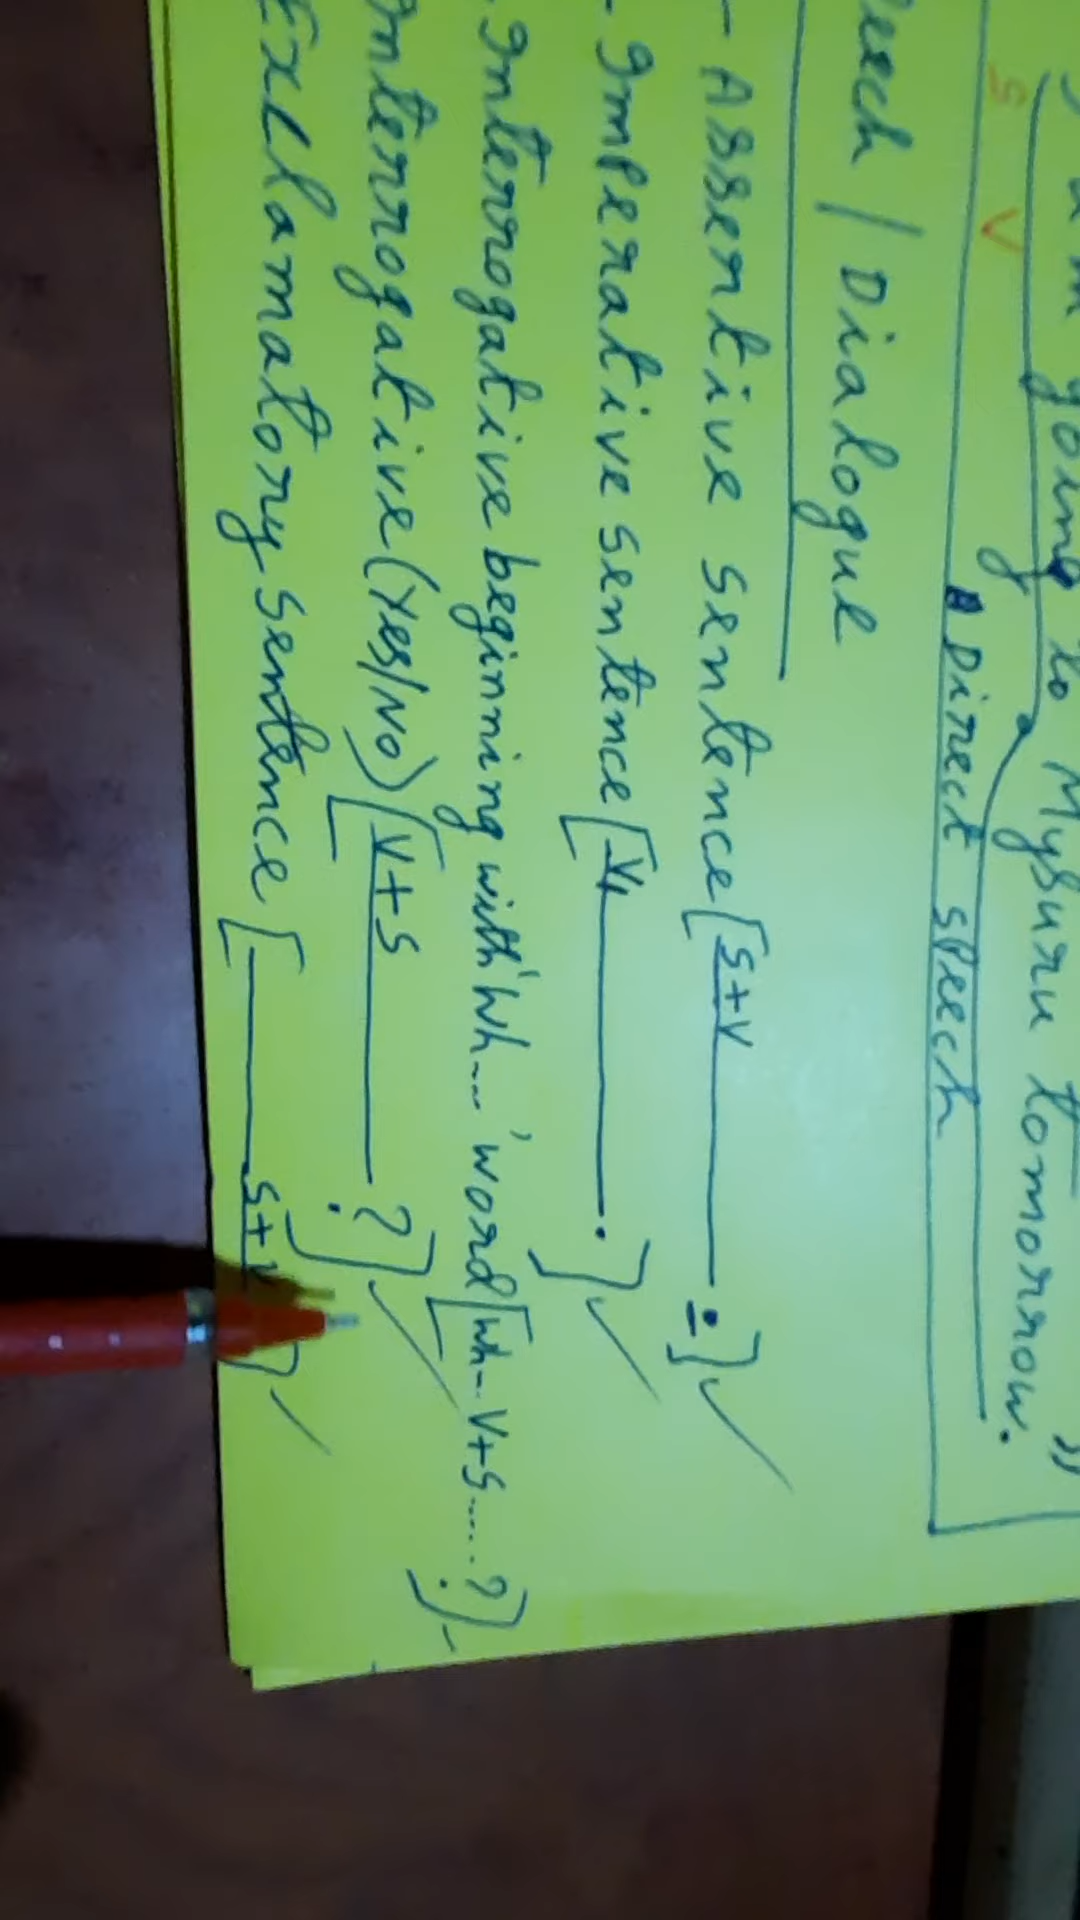 going to Mysuru tomorrow.”
S V
Direct speech
/ Dialogue
- Assertive sentence [S+V ______ .]
- Imperative sentence [V1 ______ .]
- Interrogative beginning with 'Wh--' word [Wh-- V+S.....?]
Interrogative (Yes/No) [V+S ______ ?]
Exclamatory sentence [______ S+V ]